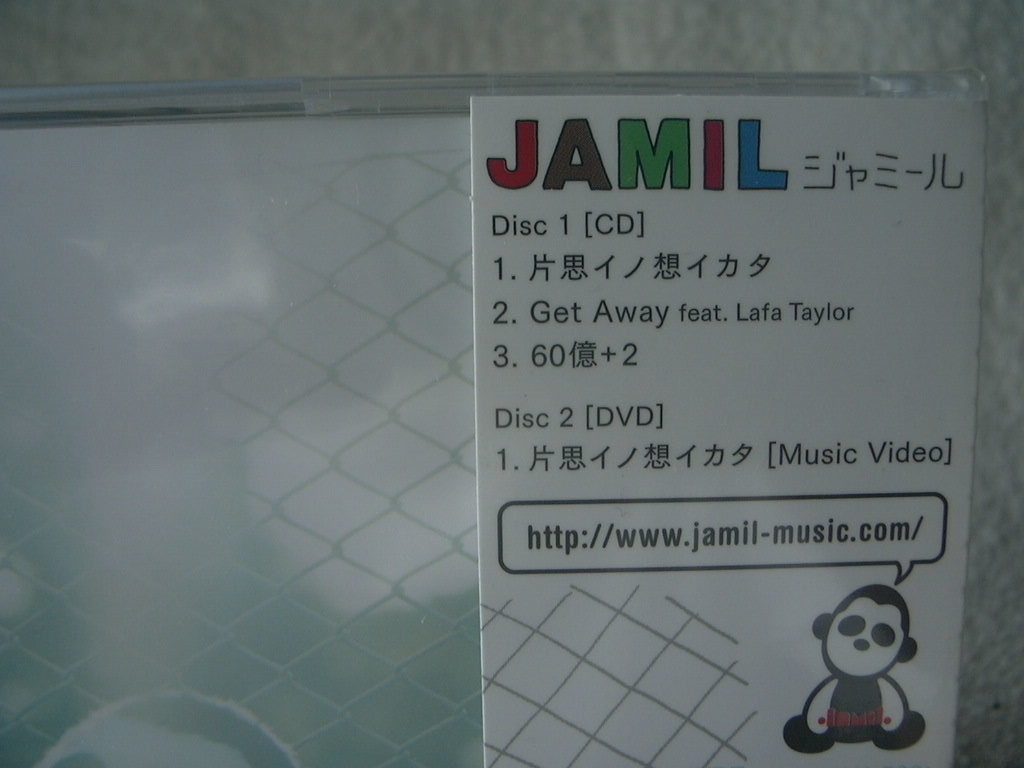 JAMIL ジャミール
Disc 1 [CD]
1. 片思イノ想イカタ
2. Get Away feat. Lafa Taylor
3. 60億+2
Disc 2 [DVD]
1. 片思イノ想イカタ [Music Video]
http://www.jamil-music.com/
JAMIL